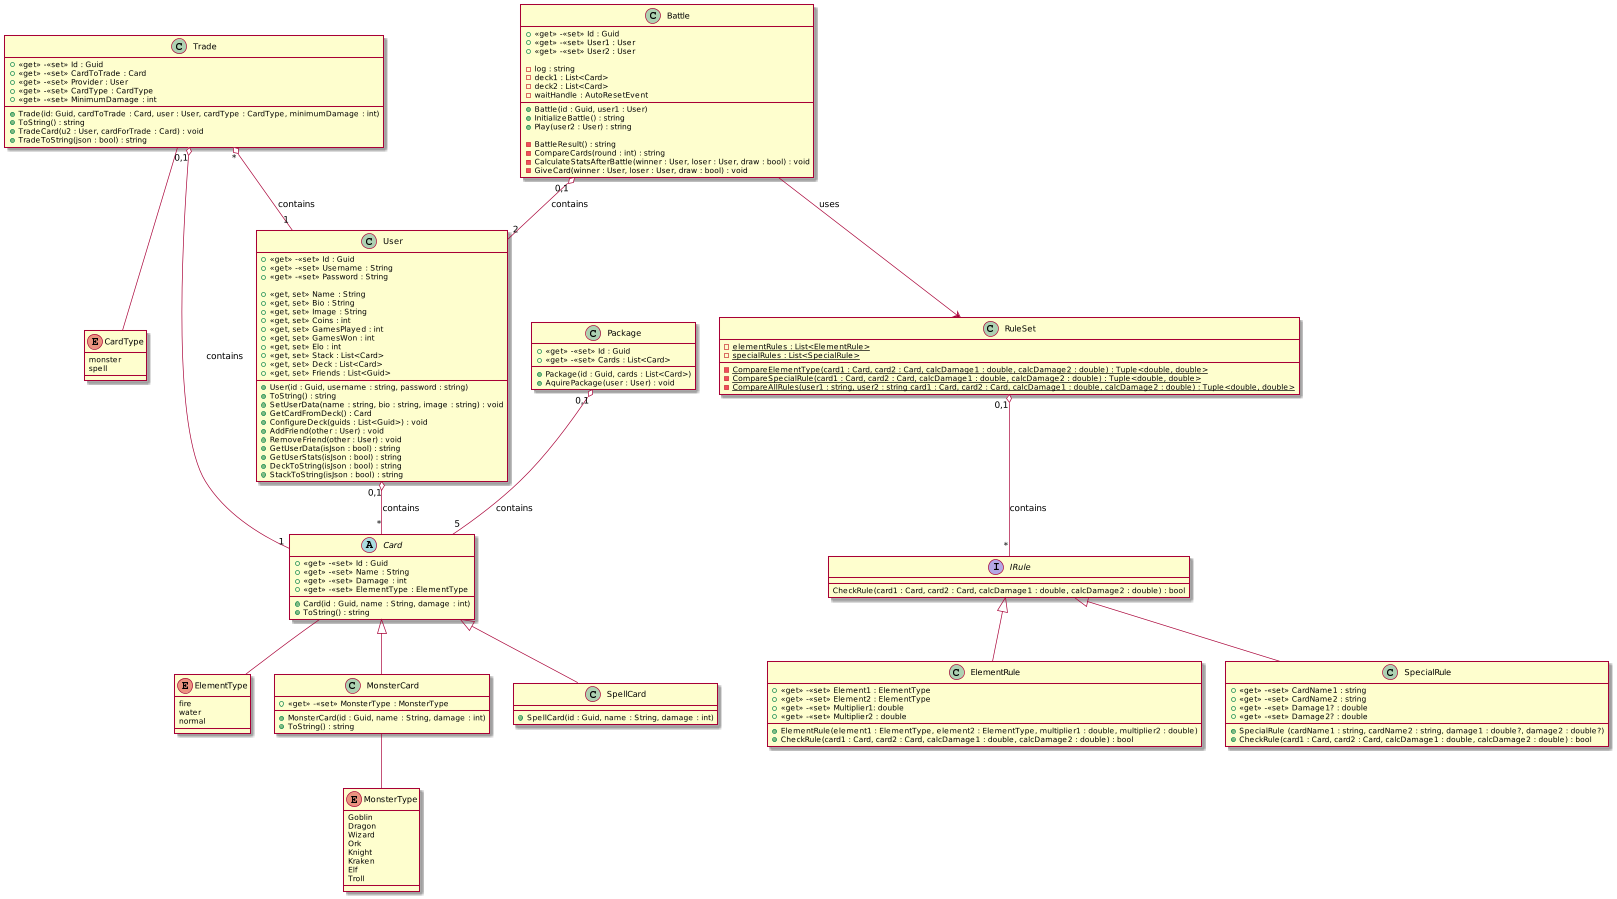 C Battle
«get» -«set» Id : Guid
«get» -«set» User1 : User
«get» -«set» User2 : User
log : string
deck1 : List<Card>
deck2 : List<Card>
waitHandle : AutoResetEvent
Battle(id : Guid, user1 : User)
InitializeBattle() : string
Play(user2 : User) : string
BattleResult() : string
CompareCards(round : int) : string
CalculateStatsAfterBattle(winner : User, loser : User, draw : bool) : void
GiveCard(winner : User, loser : User, draw : bool) : void
C Trade
«get» -«set» Id : Guid
«get» -«set» CardToTrade : Card
«get» -«set» Provider : User
«get» -«set» CardType : CardType
«get» -«set» MinimumDamage : int
Trade(id: Guid, cardToTrade : Card, user : User, cardType : CardType, minimumDamage : int)
ToString() : string
TradeCard(u2 : User, cardForTrade : Card) : void
TradeToString(json : bool) : string
0,1
*
contains
1
0,1
contains
2
uses
C User
«get» -«set» Id : Guid
«get» -«set» Username : String
«get» -«set» Password : String
«get, set» Name : String
«get, set» Bio : String
«get, set» Image : String
«get, set» Coins : int
«get, set» GamesPlayed : int
«get, set» GamesWon : int
«get, set» Elo : int
«get, set» Stack : List<Card>
«get, set» Deck : List<Card>
«get, set» Friends : List<Guid>
User(id : Guid, username : string, password : string)
ToString() : string
SetUserData(name : string, bio : string, image : string) : void
GetCardFromDeck() : Card
ConfigureDeck(guids : List<Guid>) : void
AddFriend(other : User) : void
RemoveFriend(other : User) : void
GetUserData(isJson : bool) : string
GetUserStats(isJson : bool) : string
DeckToString(isJson : bool) : string
StackToString(isJson : bool) : string
E CardType
monster
spell
contains
C Package
«get» -«set» Id : Guid
«get» -«set» Cards : List<Card>
Package(id : Guid, cards : List<Card>)
AquirePackage(user : User) : void
C RuleSet
elementRules : List<ElementRule>
specialRules : List<SpecialRule>
CompareElementType(card1 : Card, card2 : Card, calcDamage1 : double, calcDamage2 : double) : Tuple<double, double>
CompareSpecialRule(card1 : Card, card2 : Card, calcDamage1 : double, calcDamage2 : double) : Tuple<double, double>
CompareAllRules(user1 : string, user2 : string card1 : Card, card2 : Card, calcDamage1 : double, calcDamage2 : double) : Tuple<double, double>
0,1
contains
*
0,1
contains
5
0,1
contains
*
1
A Card
«get» -«set» Id : Guid
«get» -«set» Name : String
«get» -«set» Damage : int
«get» -«set» ElementType : ElementType
Card(id : Guid, name : String, damage : int)
ToString() : string
I IRule
CheckRule(card1 : Card, card2 : Card, calcDamage1 : double, calcDamage2 : double) : bool
E ElementType
fire
water
normal
C MonsterCard
«get» -«set» MonsterType : MonsterType
MonsterCard(id : Guid, name : String, damage : int)
ToString() : string
C SpellCard
SpellCard(id : Guid, name : String, damage : int)
C ElementRule
«get» -«set» Element1 : ElementType
«get» -«set» Element2 : ElementType
«get» -«set» Multiplier1: double
«get» -«set» Multiplier2 : double
ElementRule(element1 : ElementType, element2 : ElementType, multiplier1 : double, multiplier2 : double)
CheckRule(card1 : Card, card2 : Card, calcDamage1 : double, calcDamage2 : double) : bool
C SpecialRule
«get» -«set» CardName1 : string
«get» -«set» CardName2 : string
«get» -«set» Damage1? : double
«get» -«set» Damage2? : double
SpecialRule (cardName1 : string, cardName2 : string, damage1 : double?, damage2 : double?)
CheckRule(card1 : Card, card2 : Card, calcDamage1 : double, calcDamage2 : double) : bool
E MonsterType
Goblin
Dragon
Wizard
Ork
Knight
Kraken
Elf
Troll